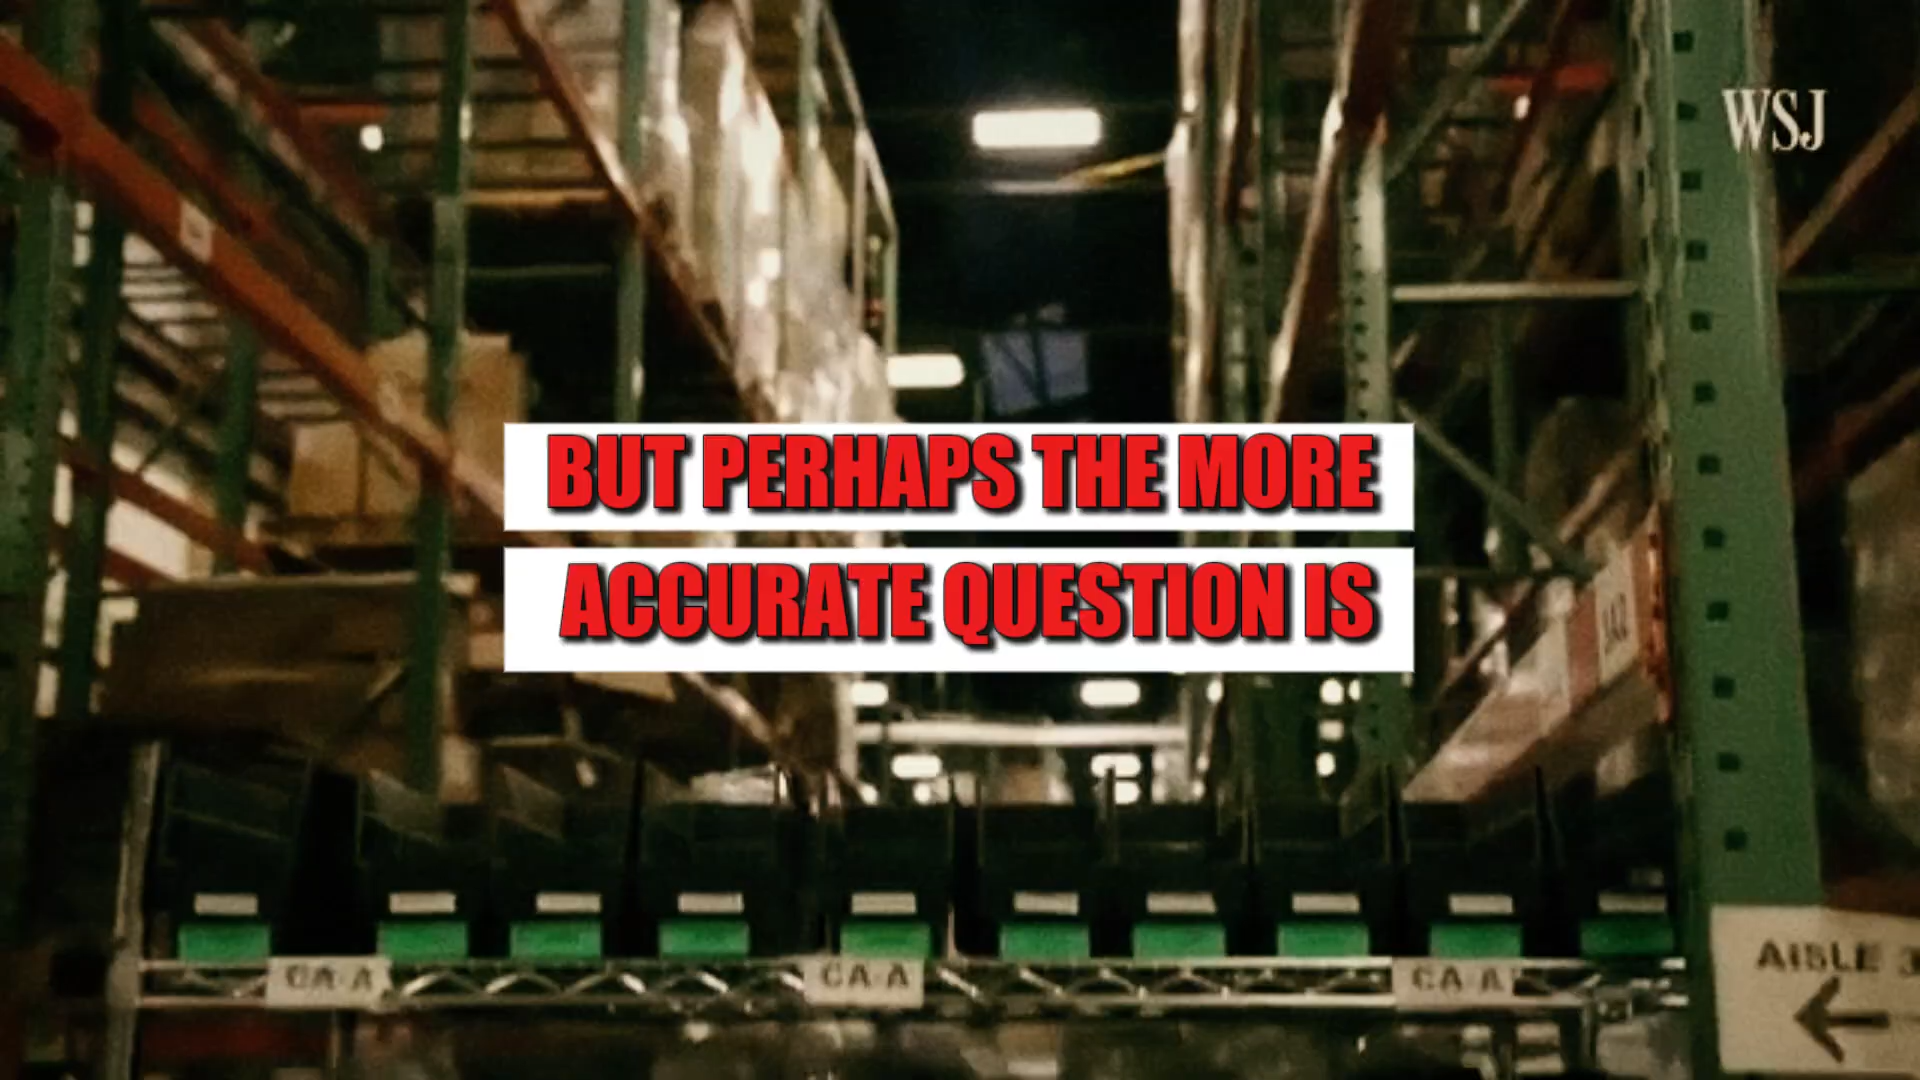 WSJ
BUT PERHAPS THE MORE
ACCURATE QUESTION IS
CA-A
CA-A
CA-A
AISLE 3